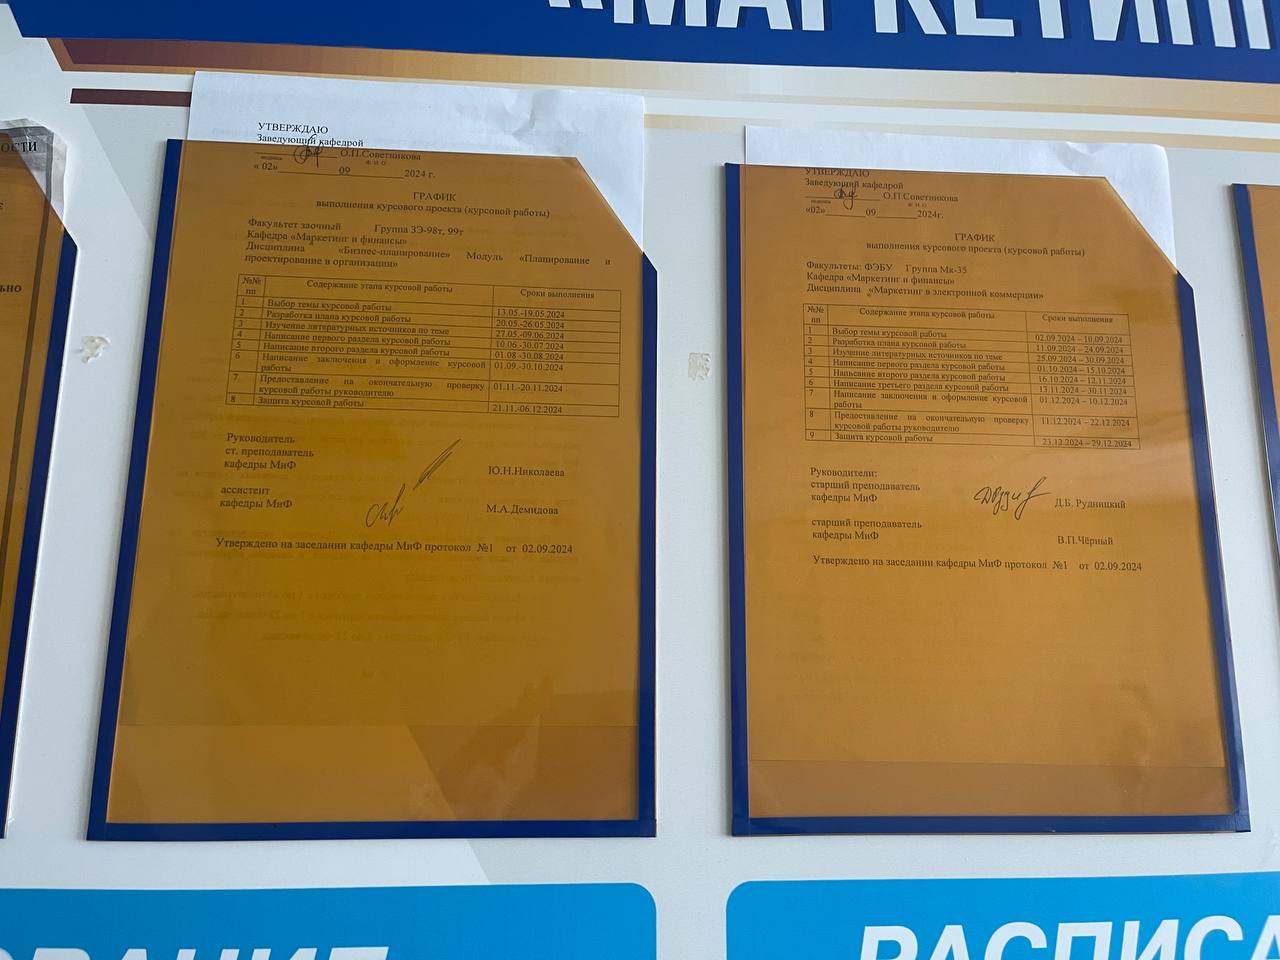 «МАРКЕТИН
ОСТИ
УТВЕРЖДАЮ
Заведующий кафедрой
О.П.Советникова
подпись Ф. И. О
« 02» 09 2024 г.
ГРАФИК
выполнения курсового проекта (курсовой работы)
Факультет заочный Группа ЗЭ-98т, 99т
Кафедра «Маркетинг и финансы»
Дисциплина «Бизнес-планирование» Модуль «Планирование и
проектирование в организации»
№№ пп Содержание этапа курсовой работы Сроки выполнения
1 Выбор темы курсовой работы 13.05.-19.05.2024
2 Разработка плана курсовой работы 20.05.-26.05.2024
3 Изучение литературных источников по теме 27.05.-09.06.2024
4 Написание первого раздела курсовой работы 10.06.-30.07.2024
5 Написание второго раздела курсовой работы 01.08 -30.08.2024
6 Написание заключения и оформление курсовой
работы 01.09.-30.10.2024
7 Предоставление на окончательную проверку
курсовой работы руководителю 01.11.-20.11.2024
8 Защита курсовой работы 21.11.-06.12.2024
Руководитель
ст. преподаватель
кафедры МиФ Ю.Н.Николаева
ассистент
кафедры МиФ М.А.Демидова
Утверждено на заседании кафедры МиФ протокол №1 от 02.09.2024
УТВЕРЖДАЮ
Заведующий кафедрой
О.П.Советникова
подпись Ф. И. О
«02» 09 2024г.
ГРАФИК
выполнения курсового проекта (курсовой работы)
Факультеты: ФЭБУ Группа Мк-35
Кафедра «Маркетинг и финансы»
Дисциплина «Маркетинг в электронной коммерции»
№№ пп Содержание этапа курсовой работы Сроки выполнения
1 Выбор темы курсовой работы 02.09.2024 – 10.09.2024
2 Разработка плана курсовой работы 11.09.2024 – 24.09.2024
3 Изучение литературных источников по теме 25.09.2024 – 30.09.2024
4 Написание первого раздела курсовой работы 01.10.2024 – 15.10.2024
5 Написание второго раздела курсовой работы 16.10.2024 – 12.11.2024
6 Написание третьего раздела курсовой работы 13.11.2024 – 30.11.2024
7 Написание заключения и оформление курсовой
работы 01.12.2024 – 10.12.2024
8 Предоставление на окончательную проверку
курсовой работы руководителю 11.12.2024 – 22.12.2024
9 Защита курсовой работы 23.12.2024 – 29.12.2024
Руководители:
старший преподаватель
кафедры МиФ Д.Б. Рудницкий
старший преподаватель
кафедры МиФ В.П.Чёрный
Утверждено на заседании кафедры МиФ протокол №1 от 02.09.2024
РАСПИСА